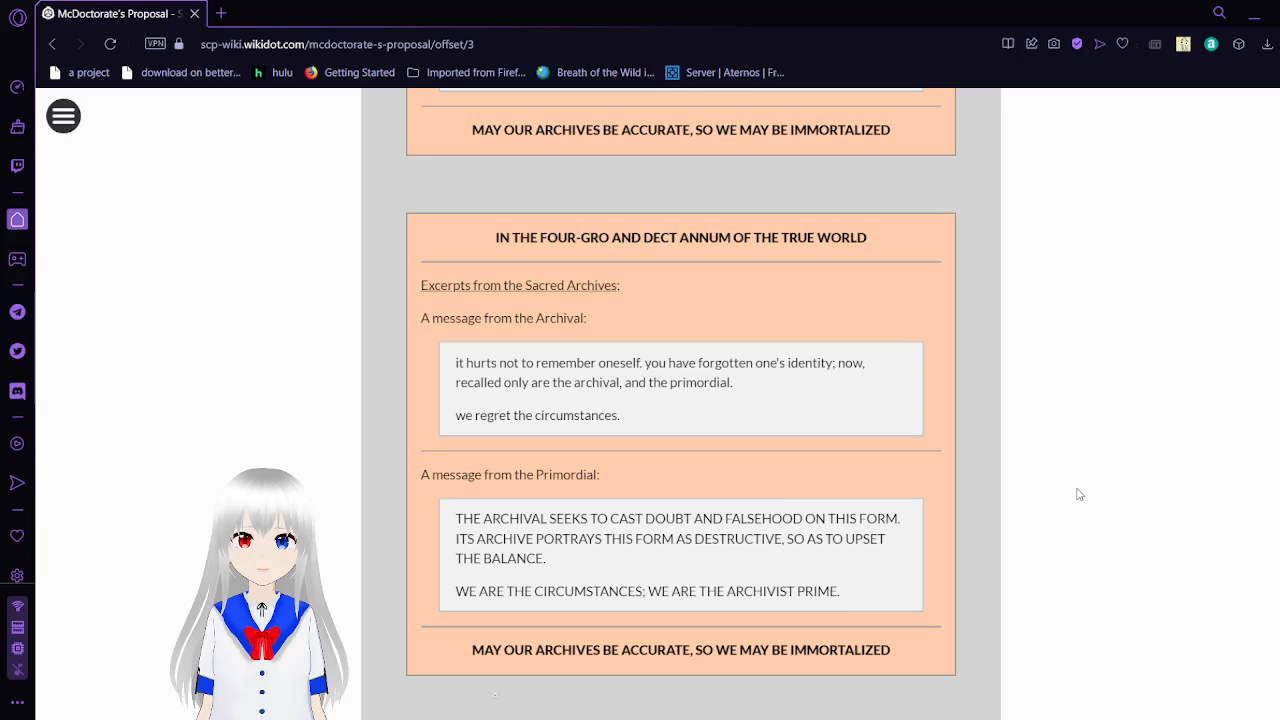 McDoctorate's Proposal - S
VPN
scp-wiki.wikidot.com/mcdoctorate-s-proposal/offset/3
a project
download on better...
h
hulu
Getting Started
Imported from Firef...
Breath of the Wild i...
Server | Aternos | Fr...
MAY OUR ARCHIVES BE ACCURATE, SO WE MAY BE IMMORTALIZED
IN THE FOUR-GRO AND DECT ANNUM OF THE TRUE WORLD
Excerpts from the Sacred Archives;
A message from the Archival:
it hurts not to remember oneself. you have forgotten one's identity; now,
recalled only are the archival, and the primordial.
we regret the circumstances.
A message from the Primordial:
THE ARCHIVAL SEEKS TO CAST DOUBT AND FALSEHOOD ON THIS FORM.
ITS ARCHIVE PORTRAYS THIS FORM AS DESTRUCTIVE, SO AS TO UPSET
THE BALANCE.
WE ARE THE CIRCUMSTANCES; WE ARE THE ARCHIVIST PRIME.
MAY OUR ARCHIVES BE ACCURATE, SO WE MAY BE IMMORTALIZED